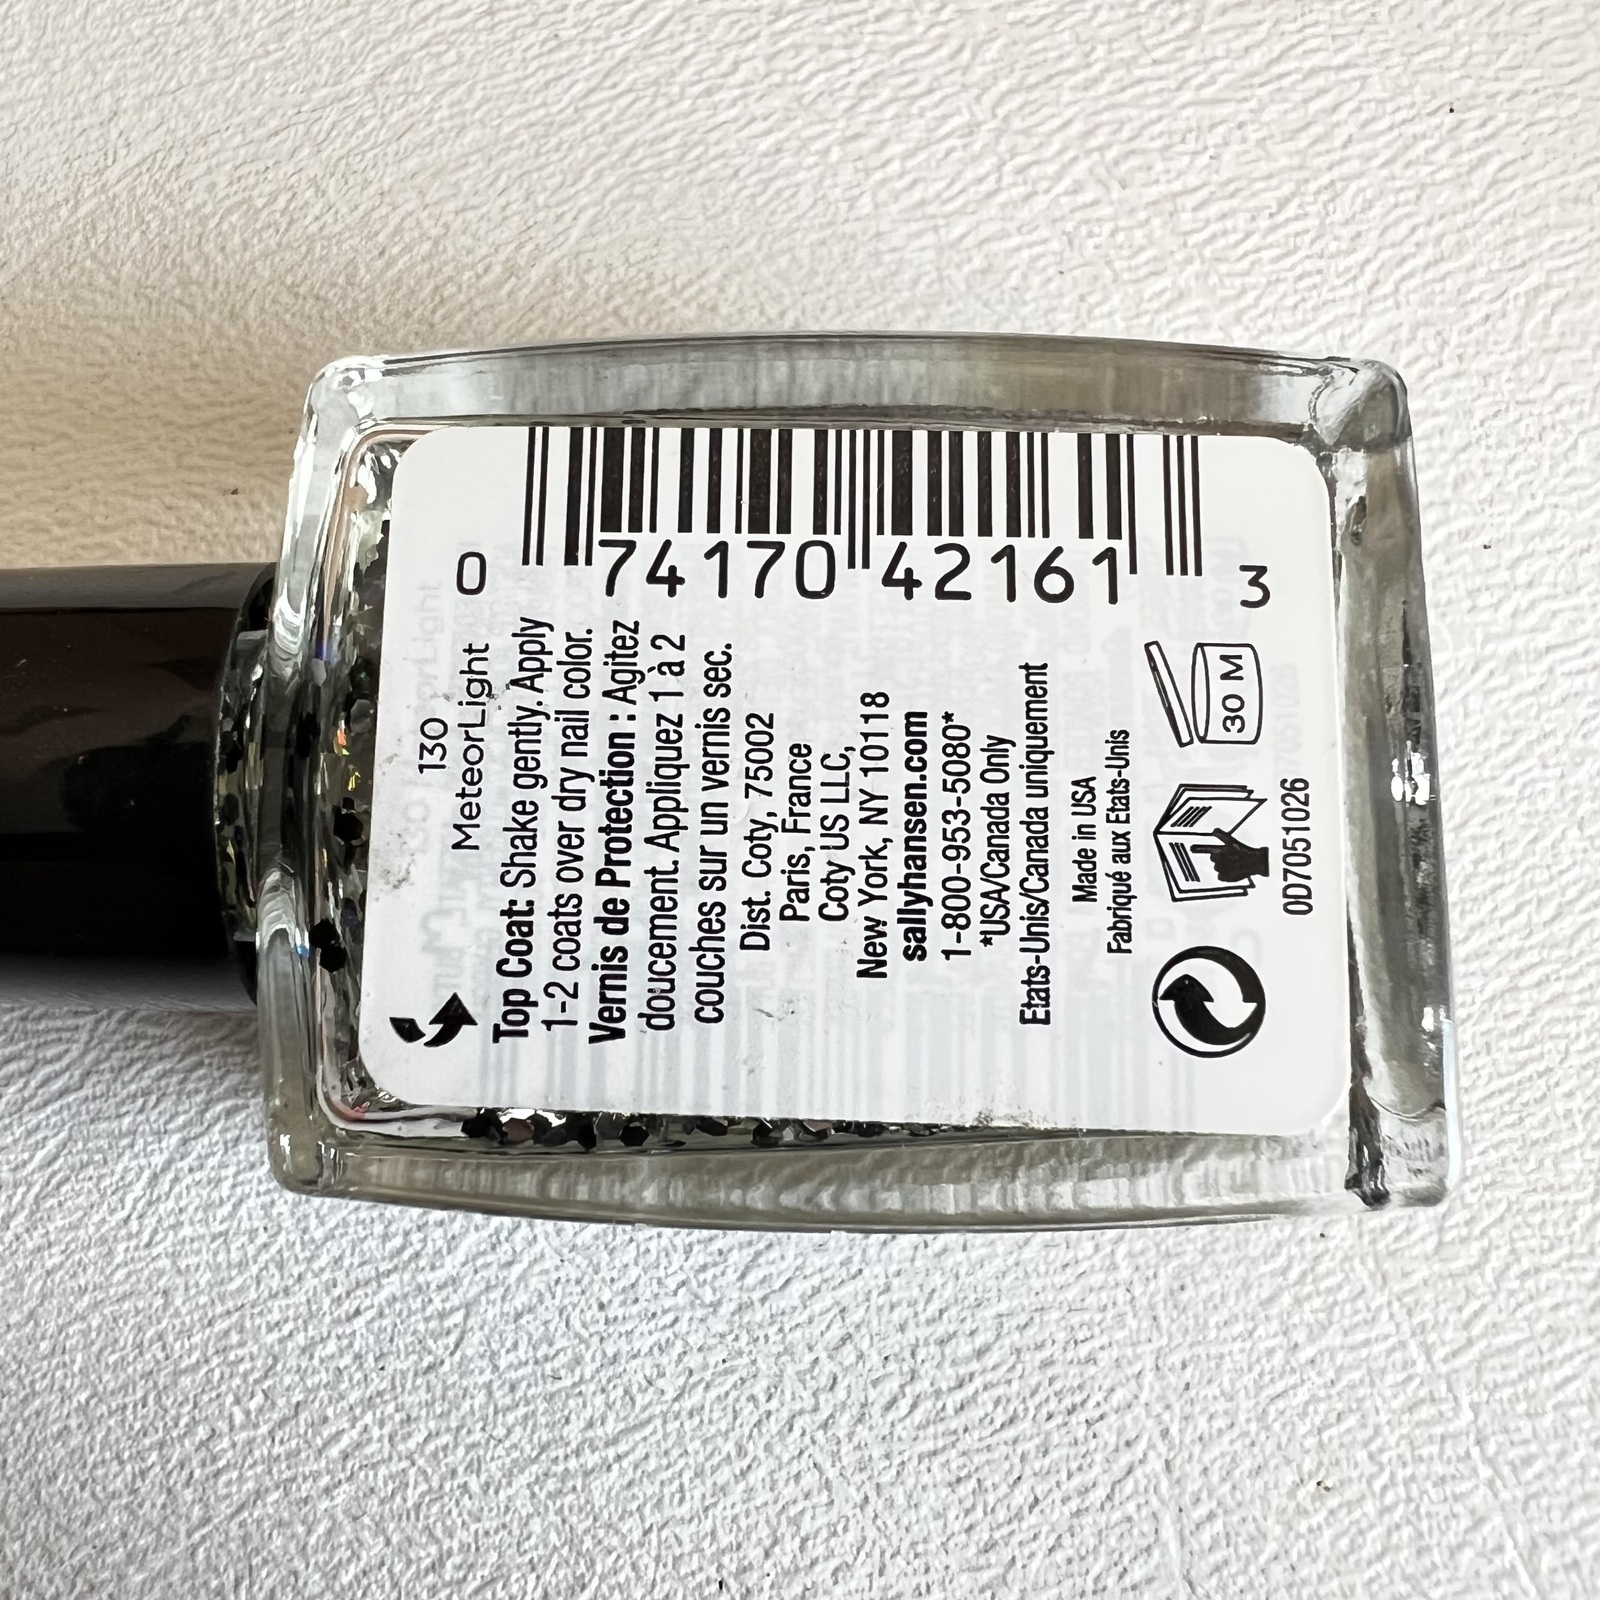 0 74170 42161 3
130
MeteorLight
Top Coat: Shake gently. Apply
1-2 coats over dry nail color.
Vernis de Protection : Agitez
doucement. Appliquez 1 à 2
couches sur un vernis sec.
Dist. Coty, 75002
Paris, France
Coty US LLC,
New York, NY 10118
sallyhansen.com
1-800-953-5080*
*USA/Canada Only
Etats-Unis/Canada uniquement
Made in USA
Fabriqué aux Etats-Unis
30 M
0D7051026